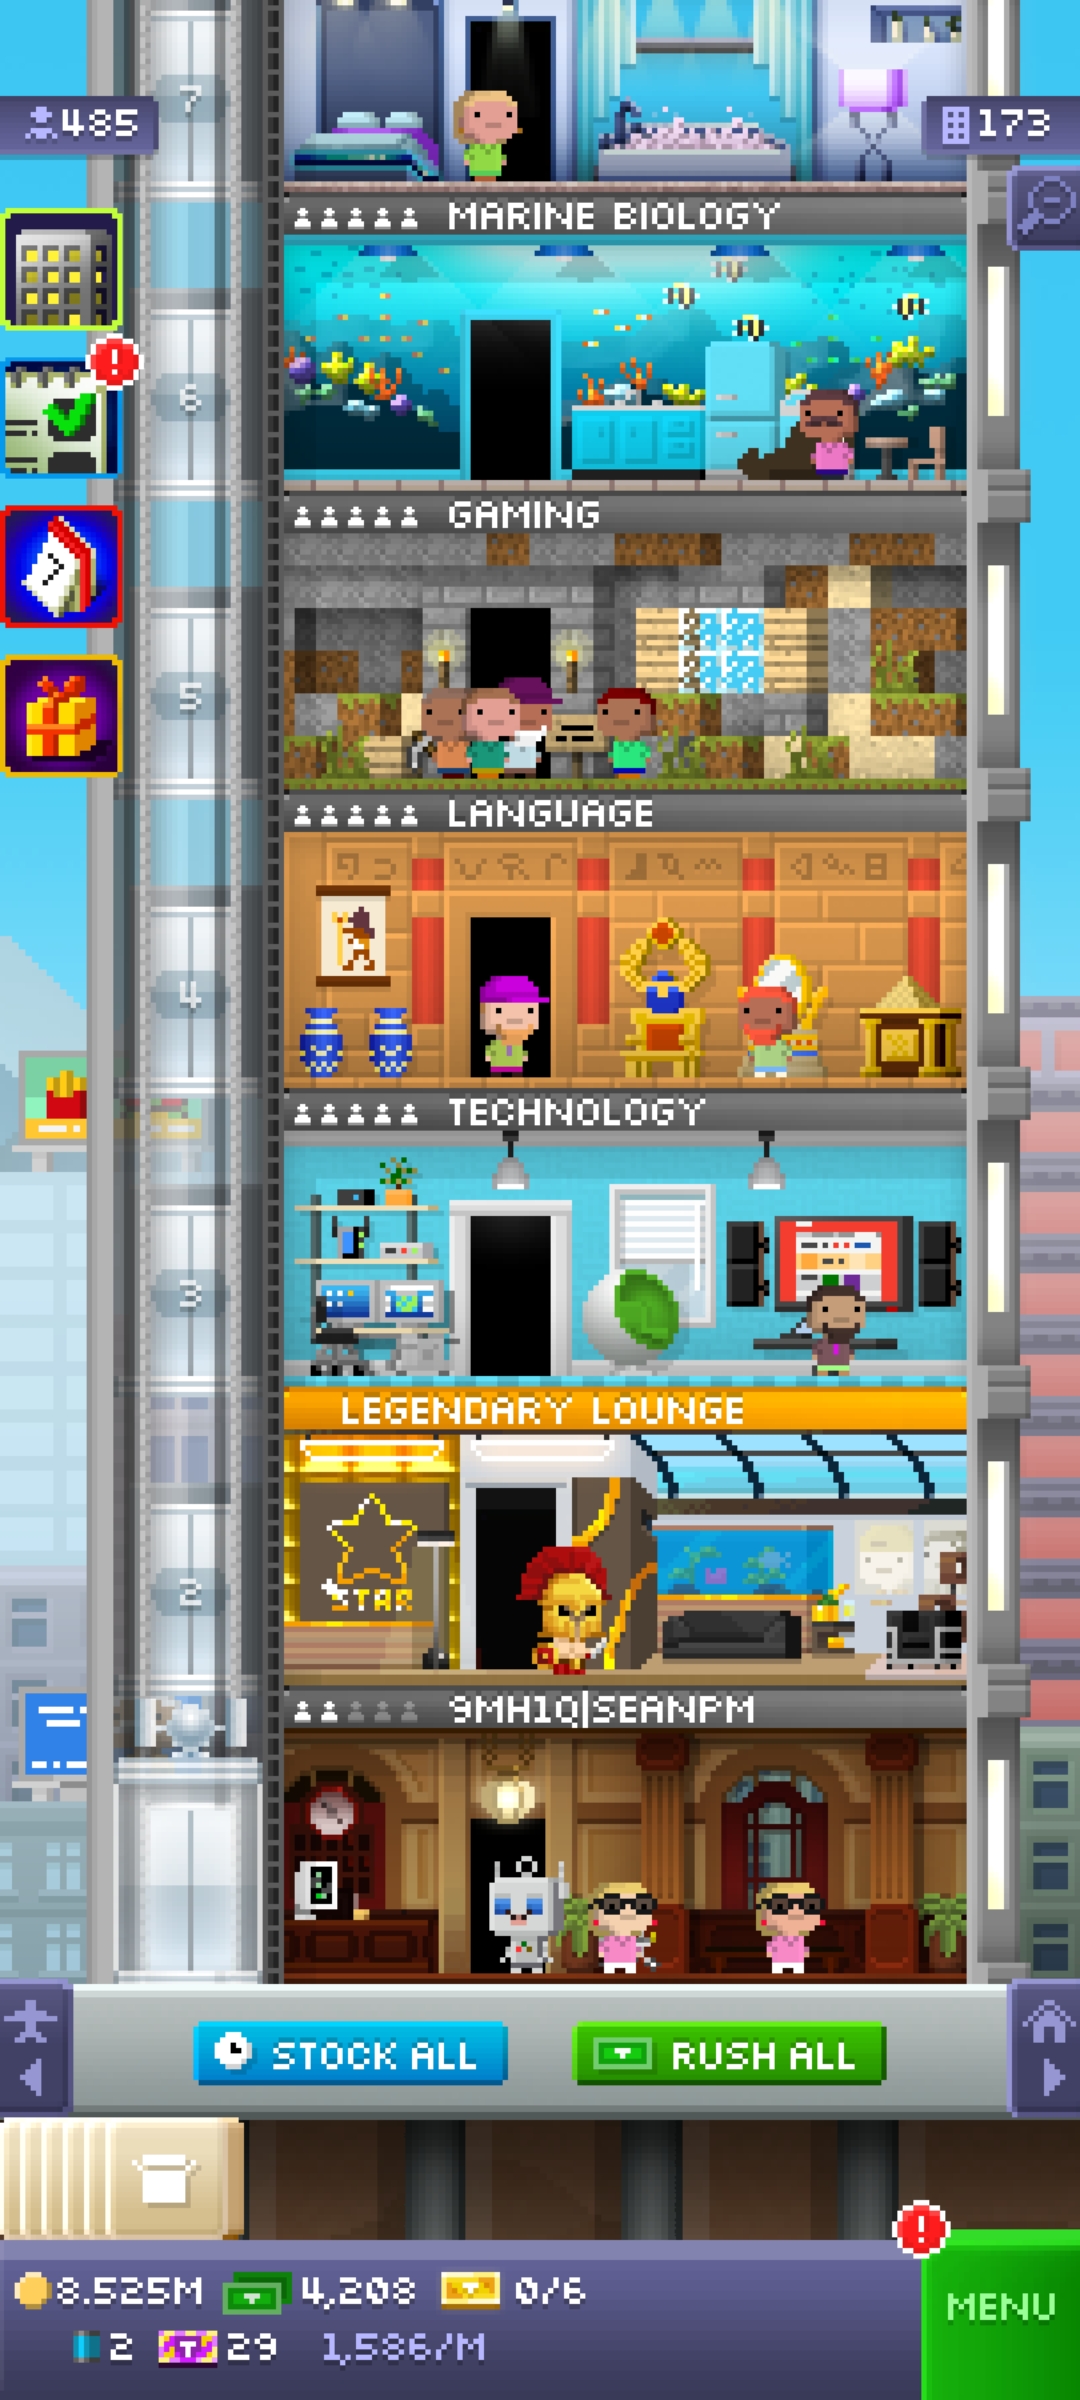 7
485
173
MARINE BIOLOGY
6
GAMING
5
LANGUAGE
4
TECHNOLOGY
3
LEGENDARY LOUNGE
STAR
2
9MH1Q|SEANPM
STOCK ALL
RUSH ALL
8.525M 4,208 0/6
2 29 1,586/M
MENU